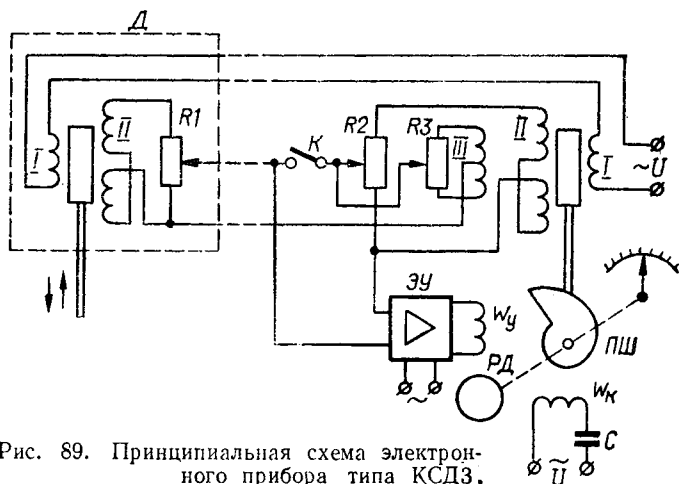 Д
I
II
R1
K
R2
R3
III
II
I
~U
ЭУ
Wу
РД
ПШ
Wк
C
~
~
U
Рис. 89. Принципиальная схема электрон-
ного прибора типа КСДЗ.